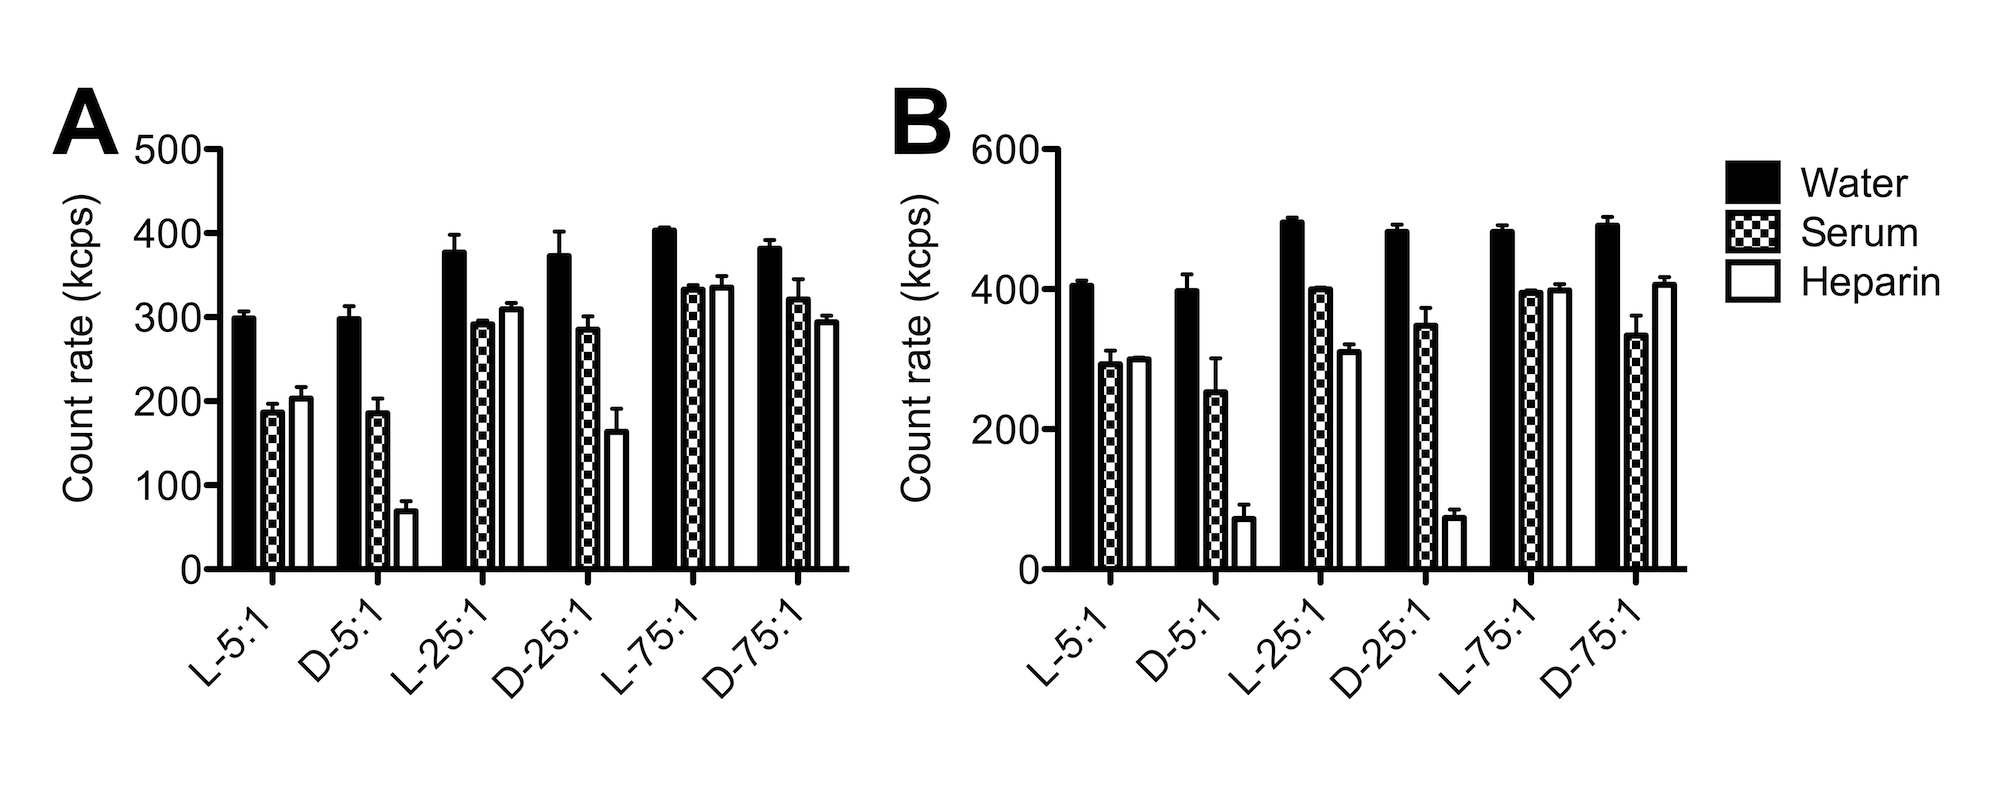 A
500
400
300
200
100
0
Count rate (kcps)
L-5:1
D-5:1
L-25:1
D-25:1
L-75:1
D-75:1
B
600
400
200
0
Count rate (kcps)
L-5:1
D-5:1
L-25:1
D-25:1
L-75:1
D-75:1
Water
Serum
Heparin